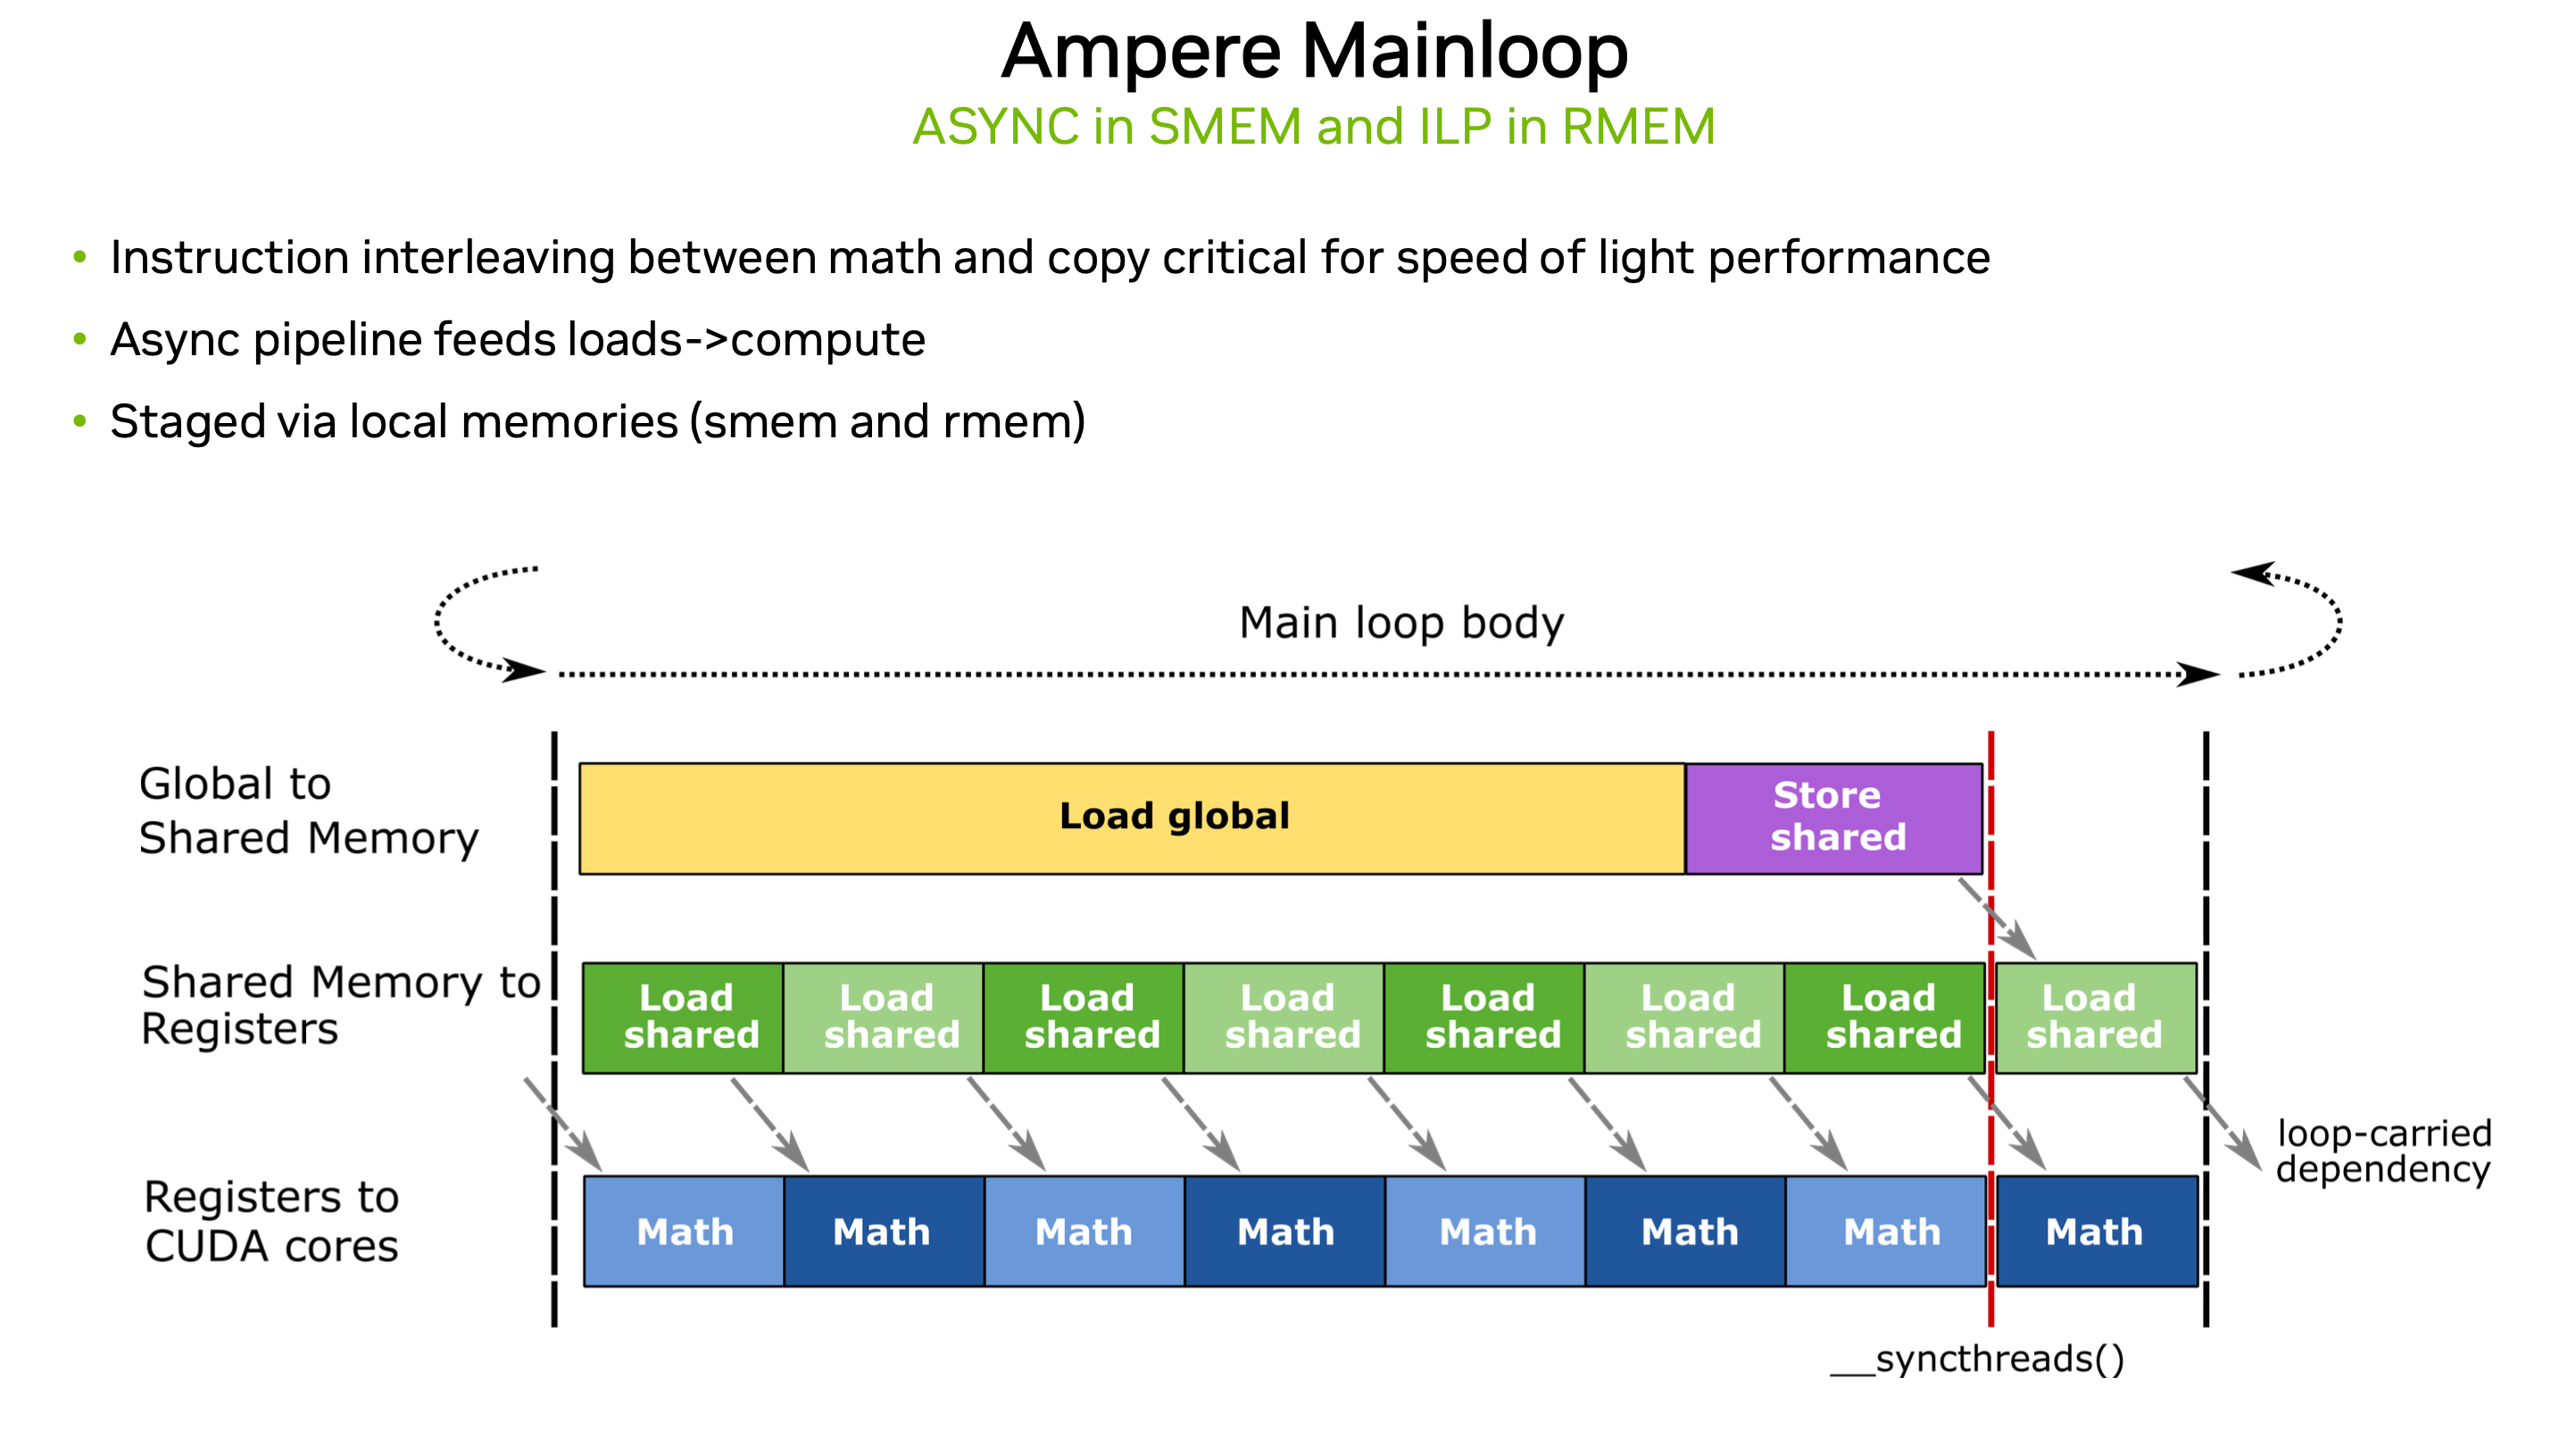 Ampere Mainloop
ASYNC in SMEM and ILP in RMEM
• Instruction interleaving between math and copy critical for speed of light performance
• Async pipeline feeds loads->compute
• Staged via local memories (smem and rmem)
Main loop body
Global to
Shared Memory
Load global
Store
shared
Shared Memory to
Registers
Load
shared
Load
shared
Load
shared
Load
shared
Load
shared
Load
shared
Load
shared
Load
shared
loop-carried
dependency
Registers to
CUDA cores
Math
Math
Math
Math
Math
Math
Math
Math
__syncthreads()